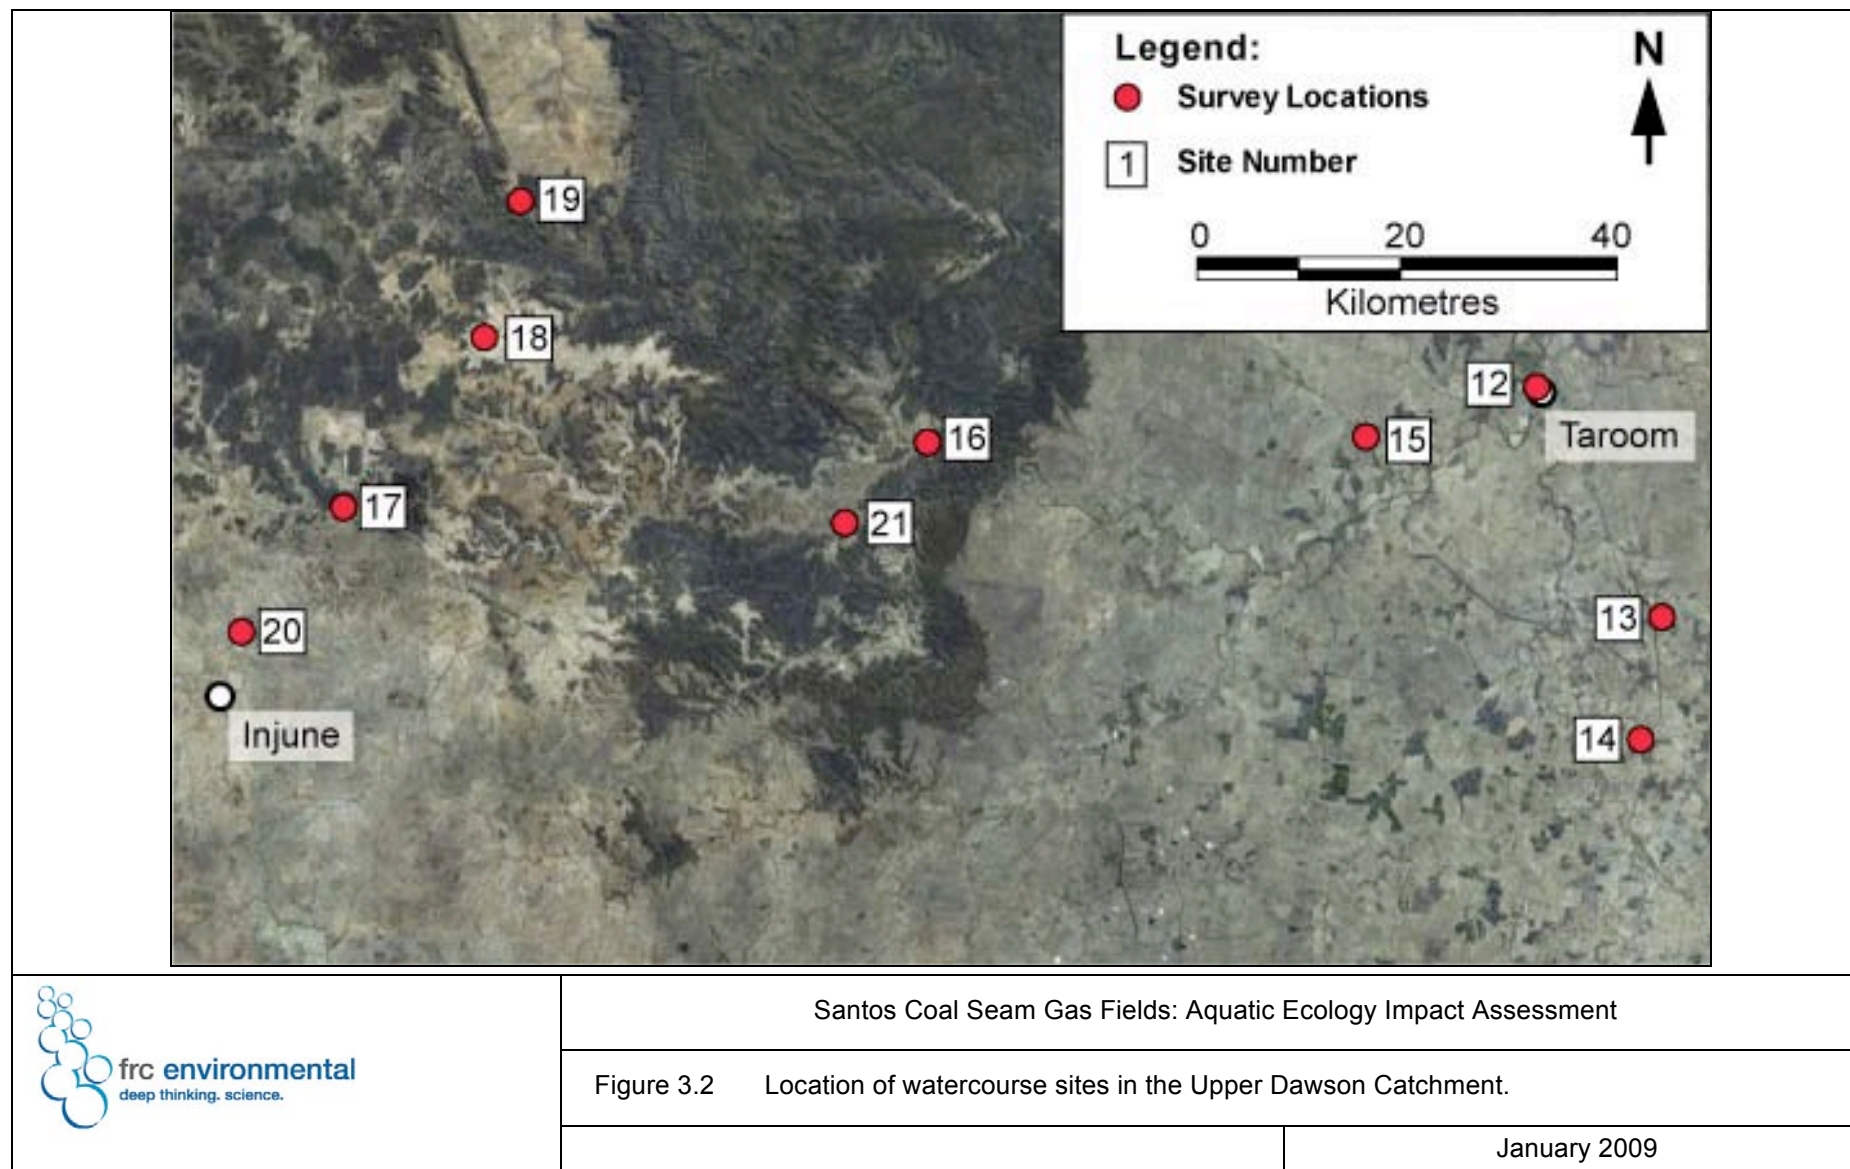 Legend:
N
Survey Locations
1 Site Number
0 20 40
Kilometres
19
18
12
Taroom
15
16
17
21
13
20
14
Injune
frc environmental
deep thinking. science.
Santos Coal Seam Gas Fields: Aquatic Ecology Impact Assessment
Figure 3.2 Location of watercourse sites in the Upper Dawson Catchment.
January 2009